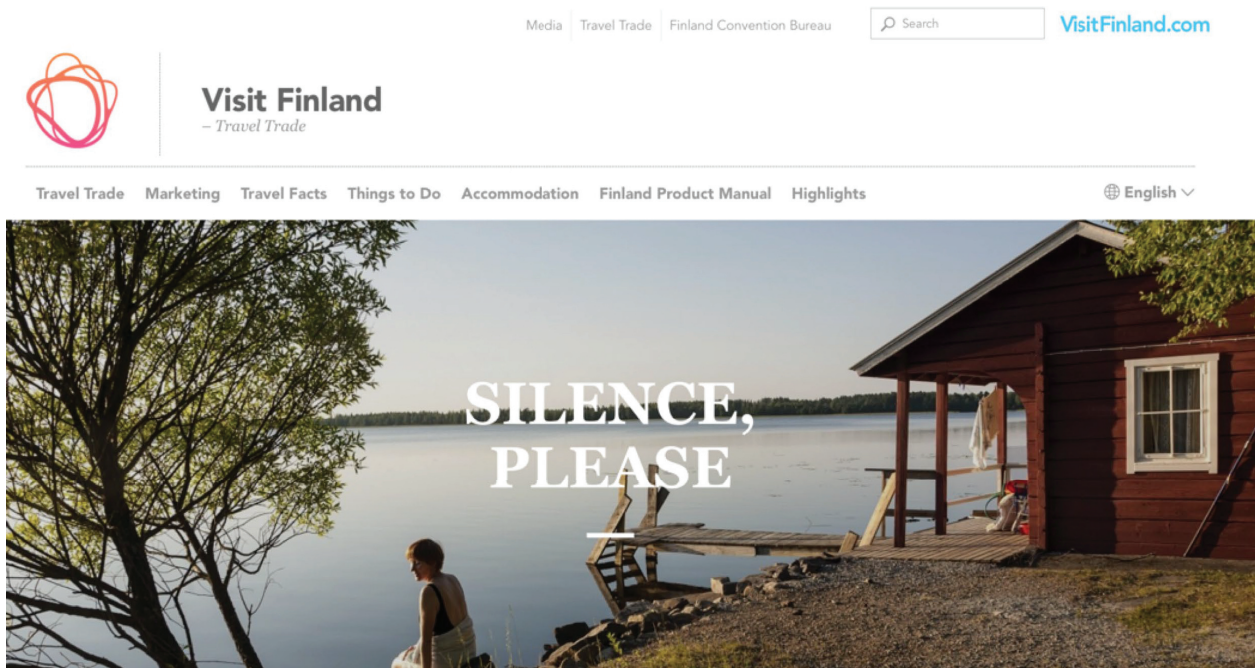 Media Travel Trade Finland Convention Bureau Search VisitFinland.com
Visit Finland
– Travel Trade
Travel Trade Marketing Travel Facts Things to Do Accommodation Finland Product Manual Highlights English
SILENCE,
PLEASE